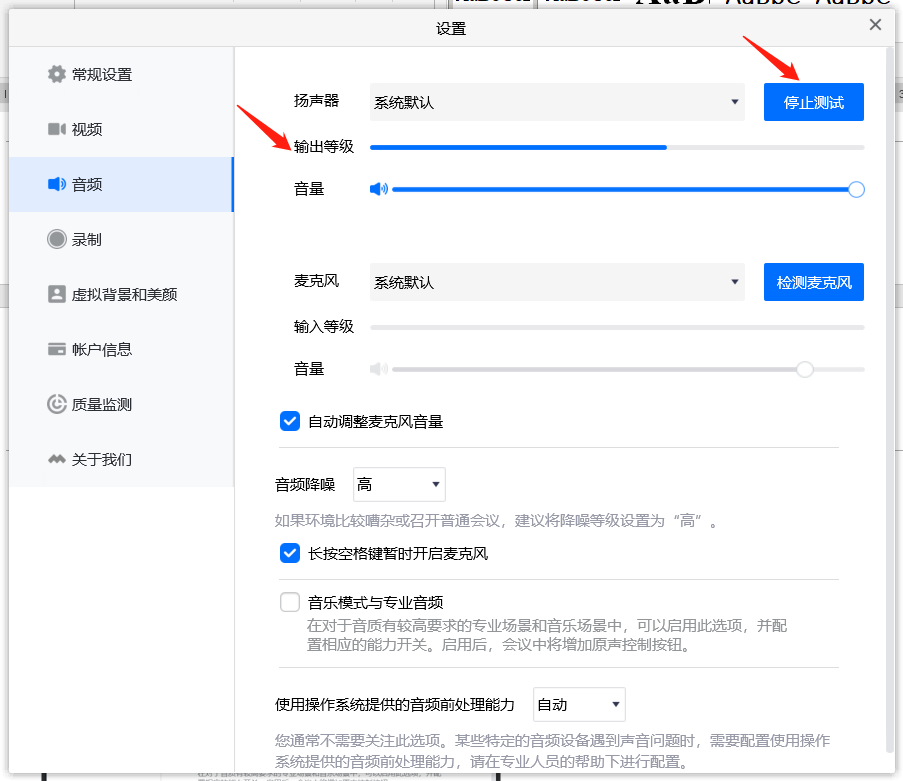 设置
常规设置
视频
音频
录制
虚拟背景和美颜
帐户信息
质量监测
关于我们
扬声器 系统默认 停止测试
输出等级
音量
麦克风 系统默认 检测麦克风
输入等级
音量
自动调整麦克风音量
音频降噪 高
如果环境比较嘈杂或召开普通会议，建议将降噪等级设置为“高”。
长按空格键暂时开启麦克风
音乐模式与专业音频
在对于音质有较高要求的专业场景和音乐场景中，可以启用此选项，并配
置相应的能力开关。启用后，会议中将增加原声控制按钮。
使用操作系统提供的音频前处理能力 自动
您通常不需要关注此选项。某些特定的音频设备遇到声音问题时，需要配置使用操作
系统提供的音频前处理能力，请在专业人员的帮助下进行配置。